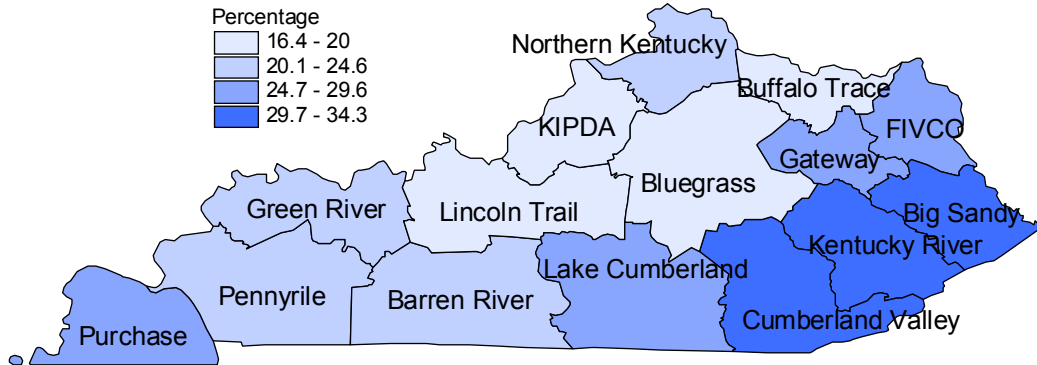 Percentage
16.4 - 20
20.1 - 24.6
24.7 - 29.6
29.7 - 34.3
Northern Kentucky
Buffalo Trace
KIPDA
FIVCO
Gateway
Bluegrass
Green River
Lincoln Trail
Big Sandy
Kentucky River
Lake Cumberland
Pennyrile
Barren River
Cumberland Valley
Purchase